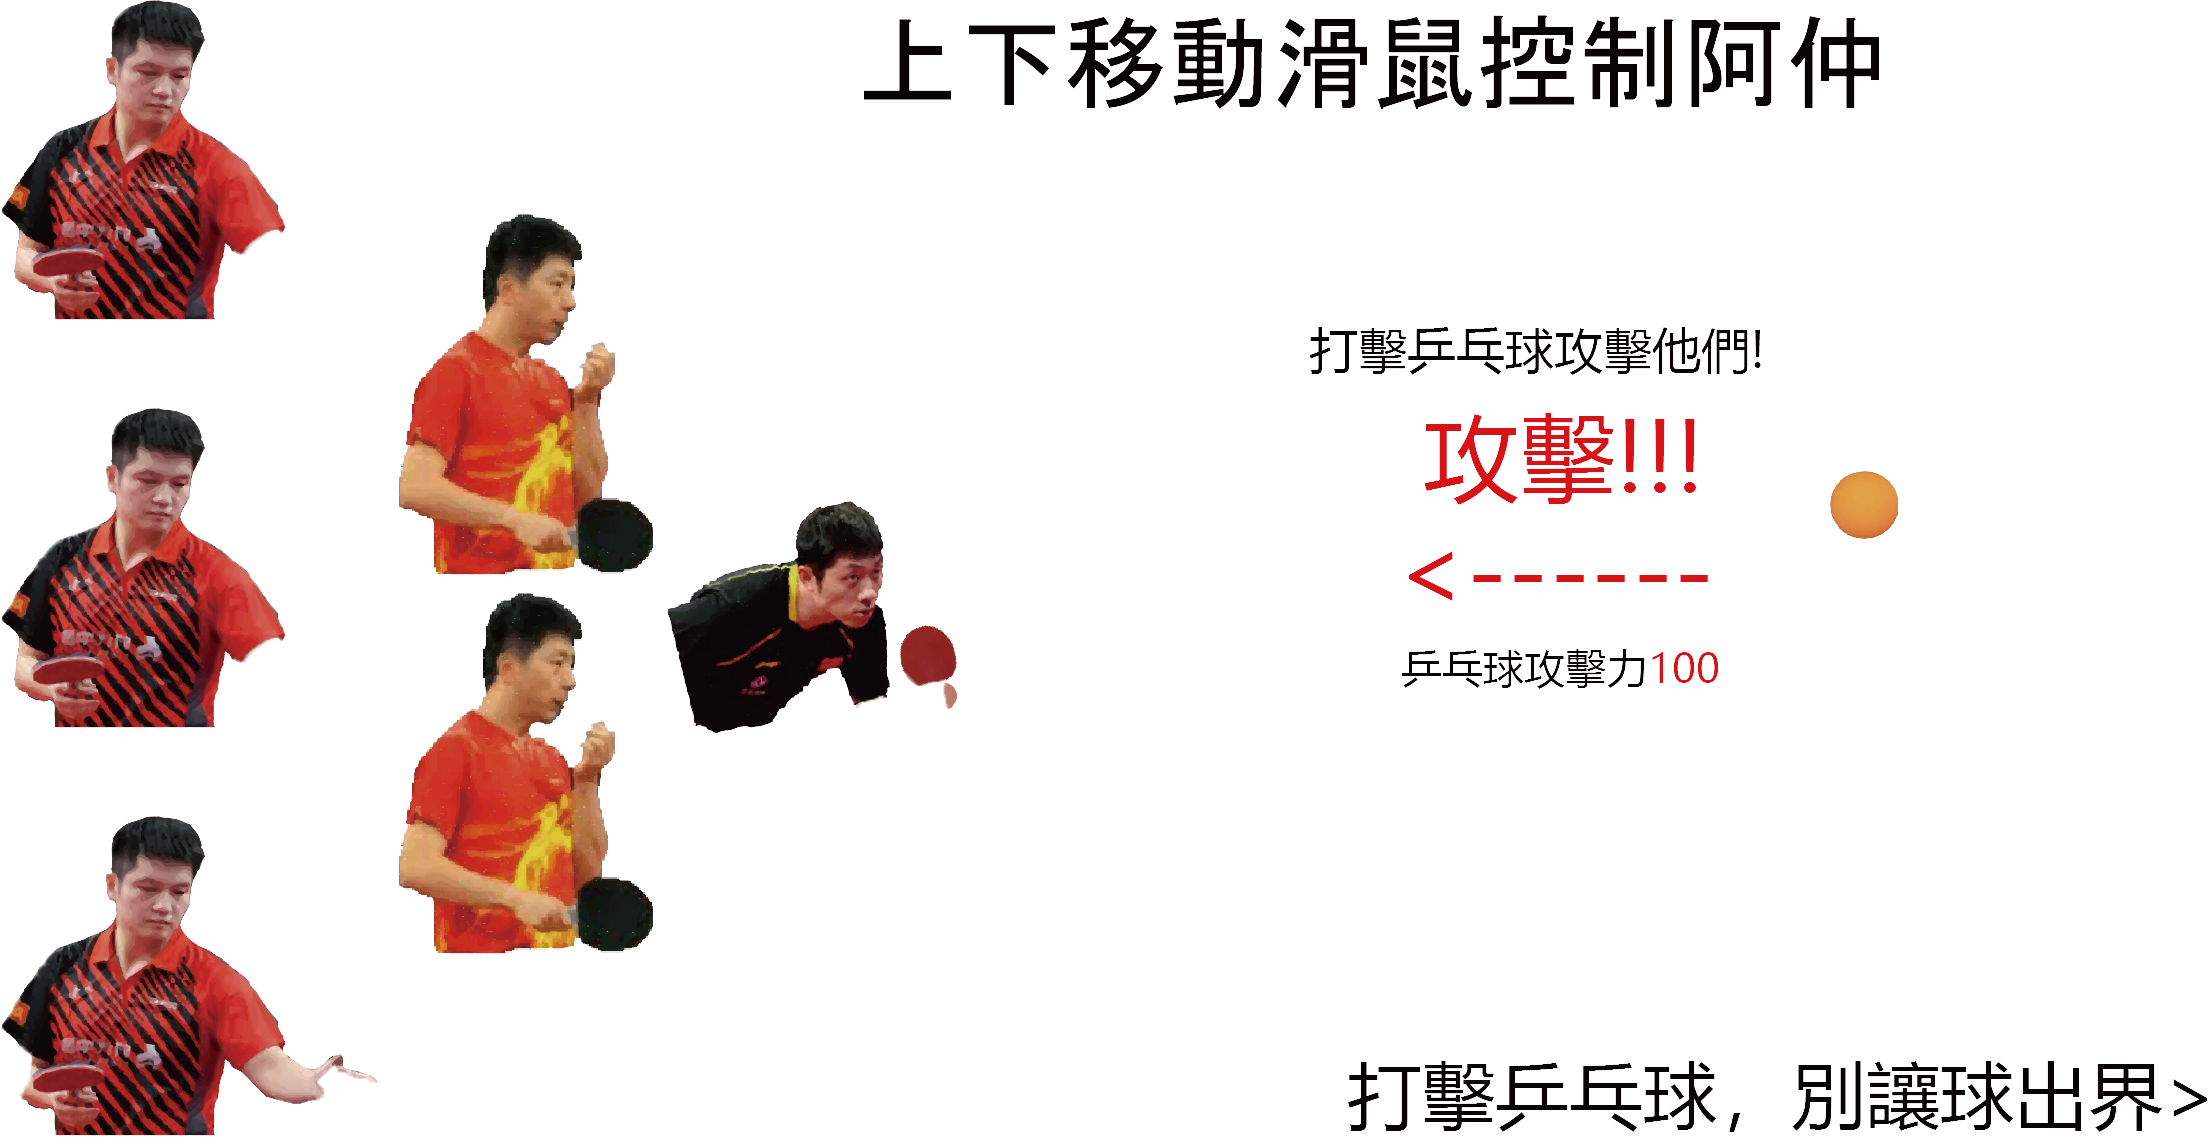 上下移動滑鼠控制阿仲
打擊乒乓球攻擊他們!
攻擊!!!
<------
乒乓球攻擊力100
打擊乒乓球，別讓球出界>